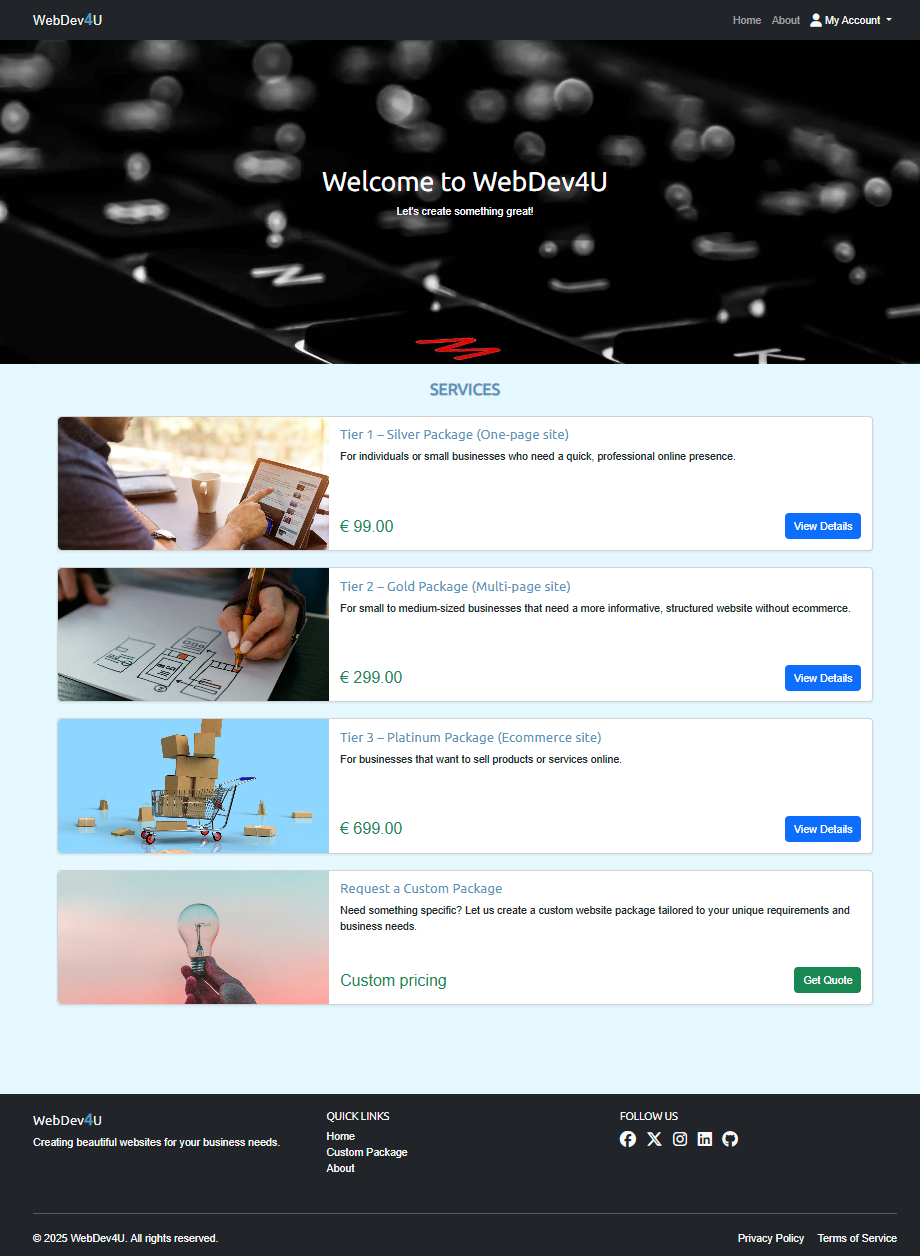 WebDev4U
Home About My Account
Welcome to WebDev4U
Let's create something great!
SERVICES
Tier 1 – Silver Package (One-page site)
For individuals or small businesses who need a quick, professional online presence.
€ 99.00
View Details
Tier 2 – Gold Package (Multi-page site)
For small to medium-sized businesses that need a more informative, structured website without ecommerce.
€ 299.00
View Details
Tier 3 – Platinum Package (Ecommerce site)
For businesses that want to sell products or services online.
€ 699.00
View Details
Request a Custom Package
Need something specific? Let us create a custom website package tailored to your unique requirements and
business needs.
Custom pricing
Get Quote
WebDev4U
Creating beautiful websites for your business needs.
QUICK LINKS
Home
Custom Package
About
FOLLOW US
© 2025 WebDev4U. All rights reserved.
Privacy Policy Terms of Service